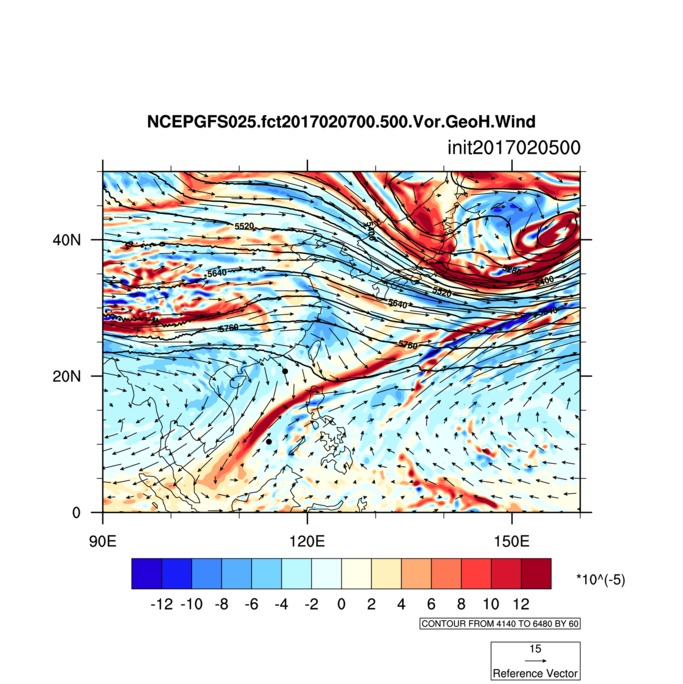 NCEPGFS025.fct2017020700.500.Vor.GeoH.Wind
init2017020500
40N
20N
0
5520
5640
5760
5640
5520
5760
5400
90E
120E
150E
-12 -10 -8 -6 -4 -2 0 2 4 6 8 10 12
*10^(-5)
CONTOUR FROM 4140 TO 6480 BY 60
15
Reference Vector